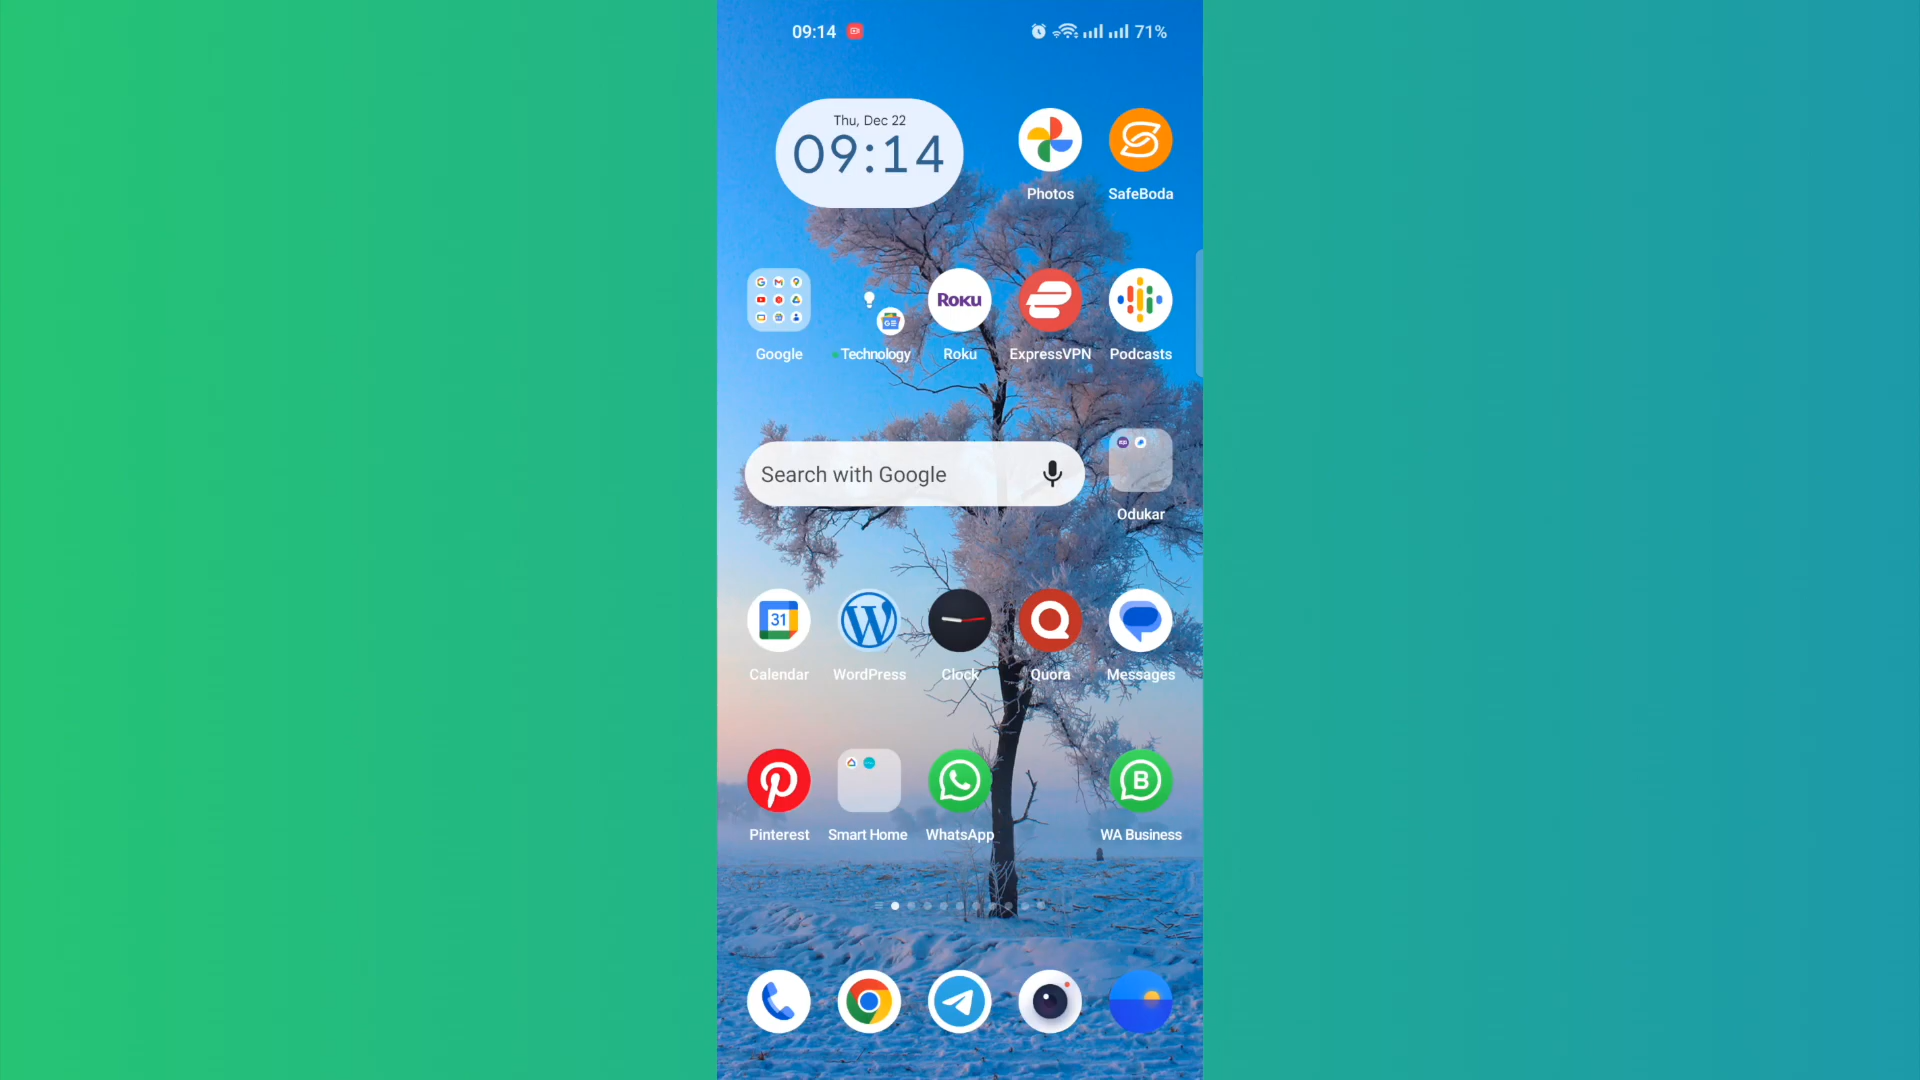 09:14
71%
Thu, Dec 22
09:14
Photos
SafeBoda
Roku
Google
Technology
Roku
ExpressVPN
Podcasts
Search with Google
Odukar
31
Calendar
WordPress
Clock
Quora
Messages
B
Pinterest
Smart Home
WhatsApp
WA Business